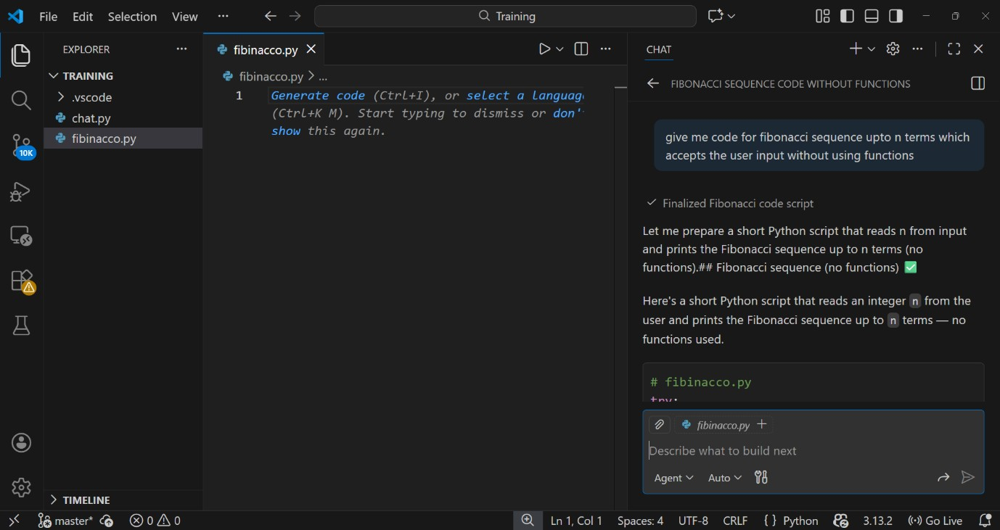 File Edit Selection View ... Training
EXPLORER ...
TRAINING
.vscode
chat.py
fibinacco.py
10K
TIMELINE
fibinacco.py
fibinacco.py > ...
1 Generate code (Ctrl+I), or select a languag
(Ctrl+K M). Start typing to dismiss or don'
show this again.
CHAT
FIBONACCI SEQUENCE CODE WITHOUT FUNCTIONS
give me code for fibonacci sequence upto n terms which
accepts the user input without using functions
Finalized Fibonacci code script
Let me prepare a short Python script that reads n from input
and prints the Fibonacci sequence up to n terms (no
functions).## Fibonacci sequence (no functions) ✅
Here's a short Python script that reads an integer n from the
user and prints the Fibonacci sequence up to n terms — no
functions used.
# fibinacco.py
try:
fibinacco.py
Describe what to build next
Agent Auto
master* 0 0 Ln 1, Col 1 Spaces: 4 UTF-8 CRLF { } Python 3.13.2 Go Live